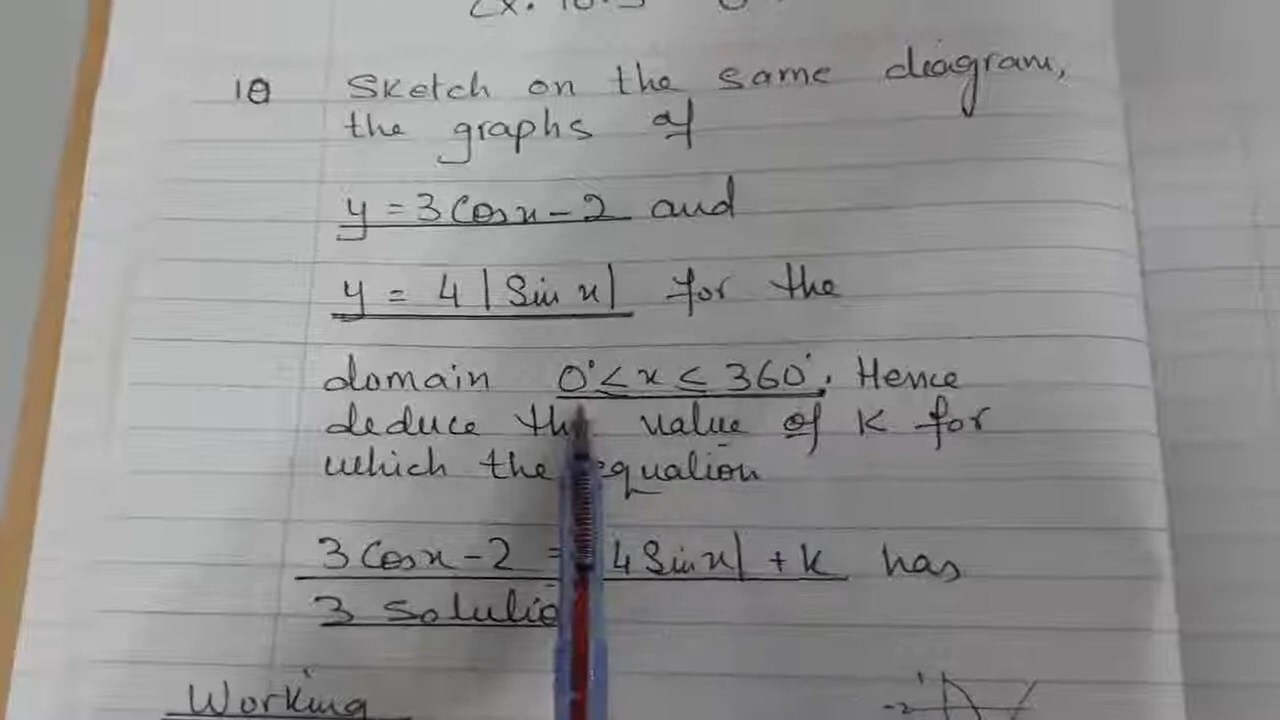 10 Sketch on the same diagram,
the graphs of
y = 3 Cos x - 2 and
y = 4 | Sin x | for the
domain 0° < x ≤ 360°. Hence
deduce the value of K for
which the equation
3 Cos x - 2 = 4 Sin x | + k has
3 solutio
Working
1
-2